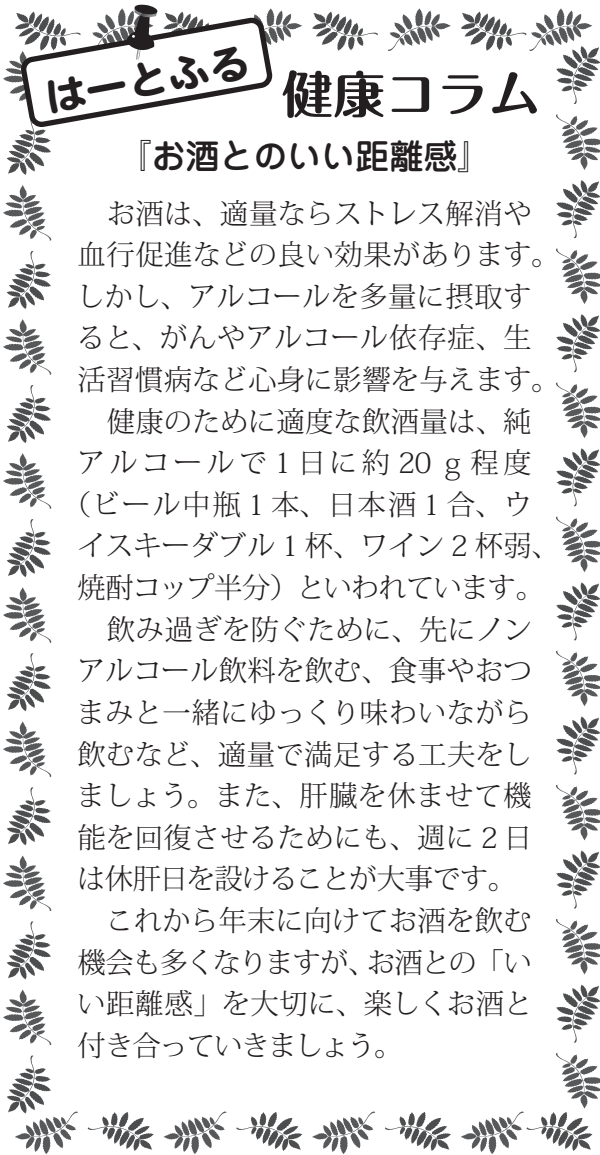 はーとふる
健康コラム
『お酒とのいい距離感』
　お酒は、適量ならストレス解消や
血行促進などの良い効果があります。
しかし、アルコールを多量に摂取す
ると、がんやアルコール依存症、生
活習慣病など心身に影響を与えます。
　健康のために適度な飲酒量は、純
アルコールで1日に約20 g程度
（ビール中瓶1本、日本酒1合、ウ
イスキーダブル1杯、ワイン2杯弱、
焼酎コップ半分）といわれています。
　飲み過ぎを防ぐために、先にノン
アルコール飲料を飲む、食事やおつ
まみと一緒にゆっくり味わいながら
飲むなど、適量で満足する工夫をし
ましょう。また、肝臓を休ませて機
能を回復させるためにも、週に2日
は休肝日を設けることが大事です。
　これから年末に向けてお酒を飲む
機会も多くなりますが、お酒との「い
い距離感」を大切に、楽しくお酒と
付き合っていきましょう。